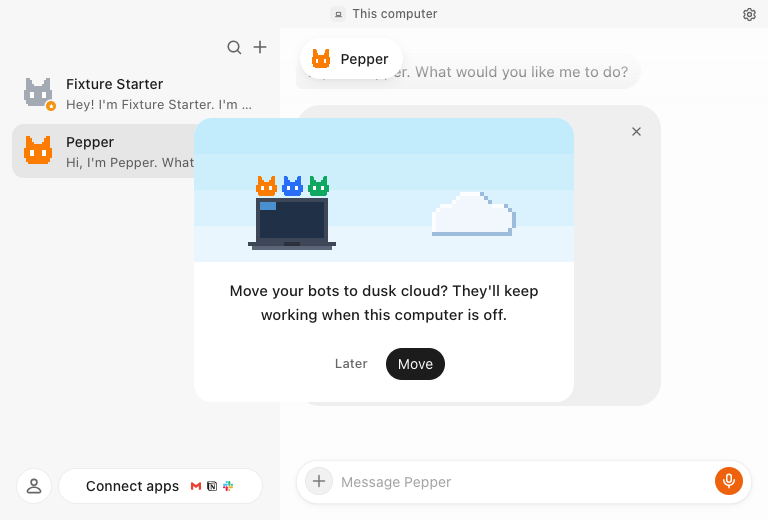 This computer
Fixture Starter
Hey! I'm Fixture Starter. I'm ...
Pepper
Hi, I'm Pepper. What
Pepper
er. What would you like me to do?
Move your bots to dusk cloud? They'll keep
working when this computer is off.
Later
Move
Connect apps
Message Pepper